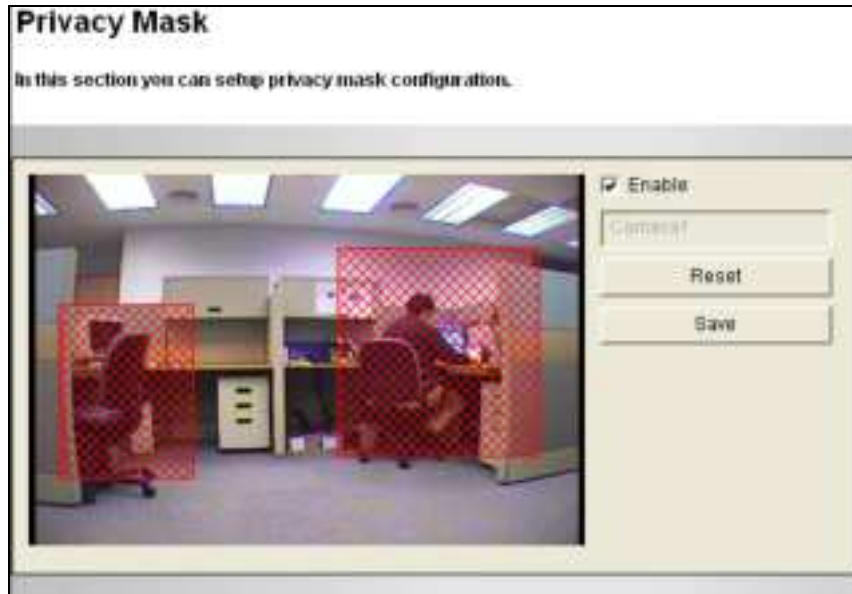 Privacy Mask
In this section you can setup privacy mask configuration.
Enable
Camera1
Reset
Save